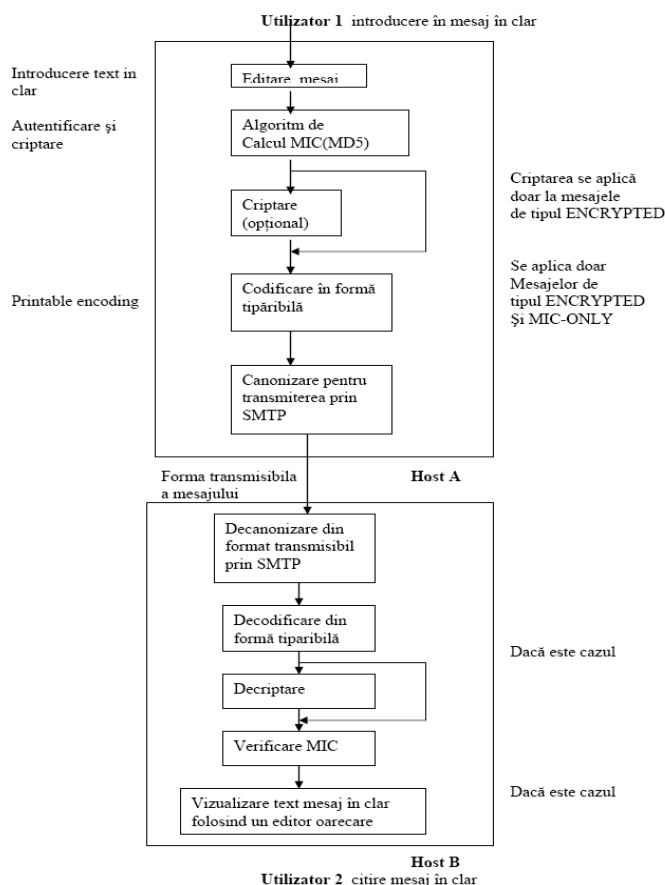 Utilizator 1 introducere în mesaj în clar
Introducere text in
clar
Editare mesaj
Autentificare şi
criptare
Algoritm de
Calcul MIC(MD5)
Criptarea se aplică
doar la mesajele
de tipul ENCRYPTED
Criptare
(opţional)
Se aplica doar
Mesajelor de
tipul ENCRYPTED
Şi MIC-ONLY
Printable encoding
Codificare în formă
tipăribilă
Canonizare pentru
transmiterea prin
SMTP
Forma transmisibila
a mesajului
Host A
Decanonizare din
format transmisibil
prin SMTP
Decodificare din
formă tiparibilă
Dacă este cazul
Decriptare
Verificare MIC
Dacă este cazul
Vizualizare text mesaj în clar
folosind un editor oarecare
Host B
Utilizator 2 citire mesaj în clar